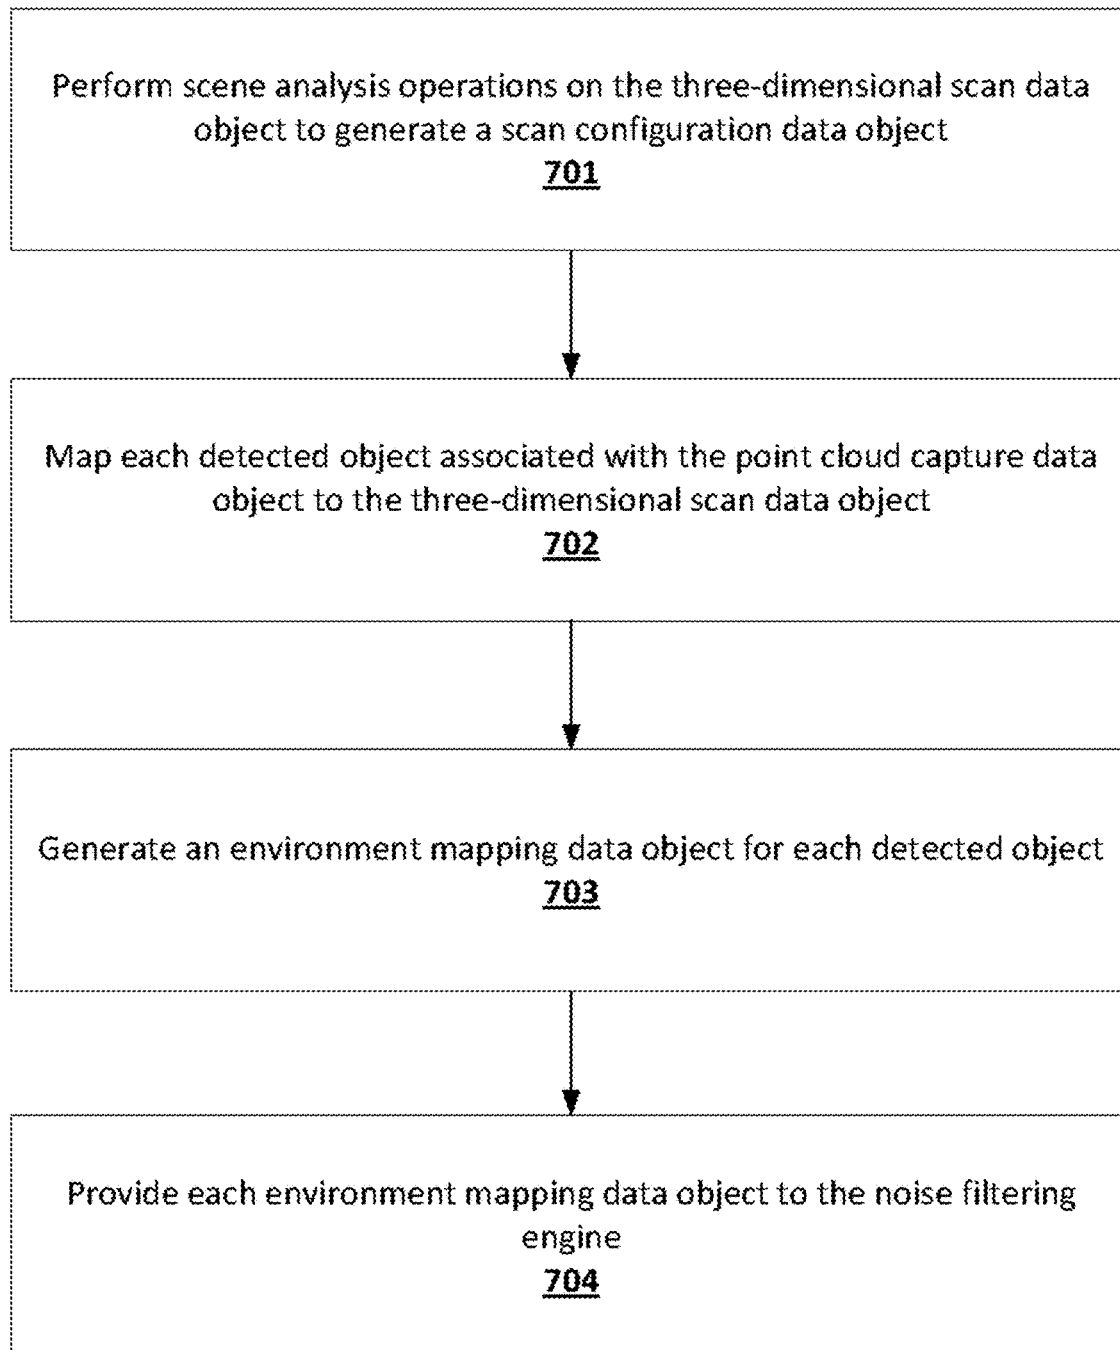 Perform scene analysis operations on the three-dimensional scan data
object to generate a scan configuration data object
701
Map each detected object associated with the point cloud capture data
object to the three-dimensional scan data object
702
Generate an environment mapping data object for each detected object
703
Provide each environment mapping data object to the noise filtering
engine
704